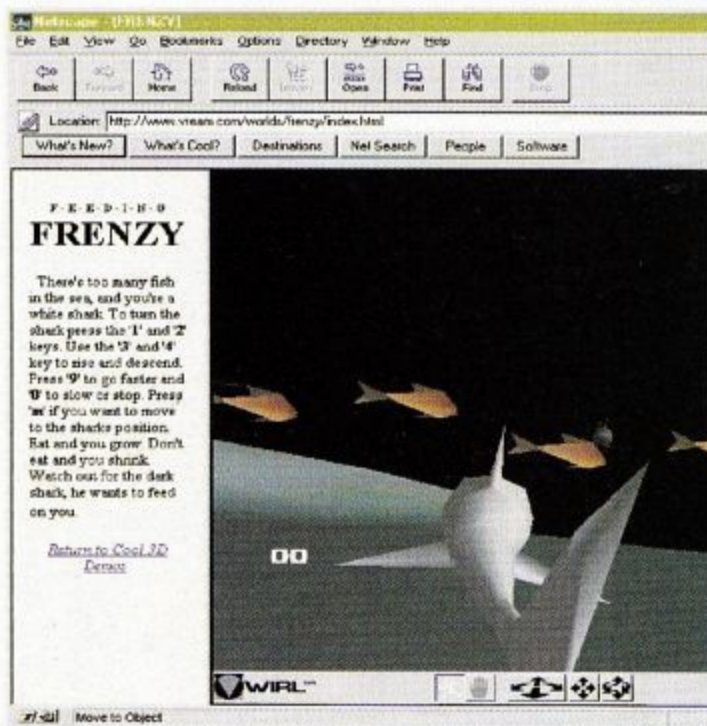 Netscape - [FRENZY]
File Edit View Go Bookmarks Options Directory Window Help
Back Forward Home Reload Images Open Print Find Stop
Location: http://www.vream.com/worlds/frenzy/index.html
What's New? What's Cool? Destinations Net Search People Software
F-E-E-D-I-N-G
FRENZY
There's too many fish
in the sea, and you're a
white shark. To turn the
shark press the '1' and '2'
keys. Use the '3' and '4'
key to rise and descend.
Press '9' to go faster and
'0' to slow or stop. Press
'm' if you want to move
to the sharks position.
Eat and you grow. Don't
eat and you shrink.
Watch out for the dark
shark, he wants to feed
on you.
Return to Cool 3D
Demos
00
WIRL
Move to Object